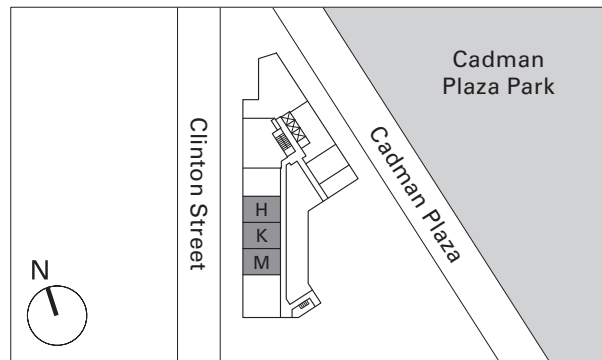 Cadman
Plaza Park
Clinton Street
Cadman Plaza
H
K
M
N